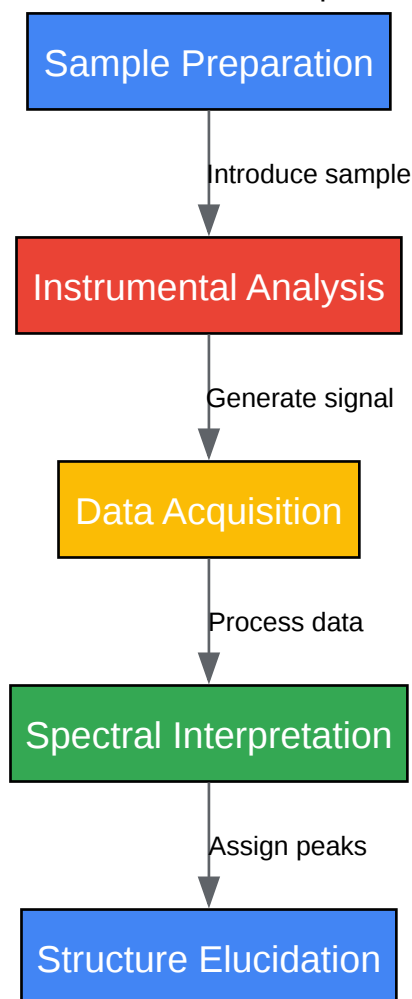 Sample Preparation
Introduce sample
Instrumental Analysis
Generate signal
Data Acquisition
Process data
Spectral Interpretation
Assign peaks
Structure Elucidation